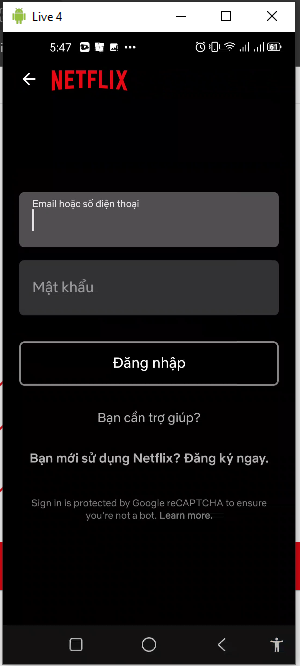 Live 4
5:47
61
NETFLIX
Email hoặc số điện thoại
Mật khẩu
Đăng nhập
Bạn cần trợ giúp?
Bạn mới sử dụng Netflix? Đăng ký ngay.
Sign in is protected by Google reCAPTCHA to ensure
you're not a bot. Learn more.